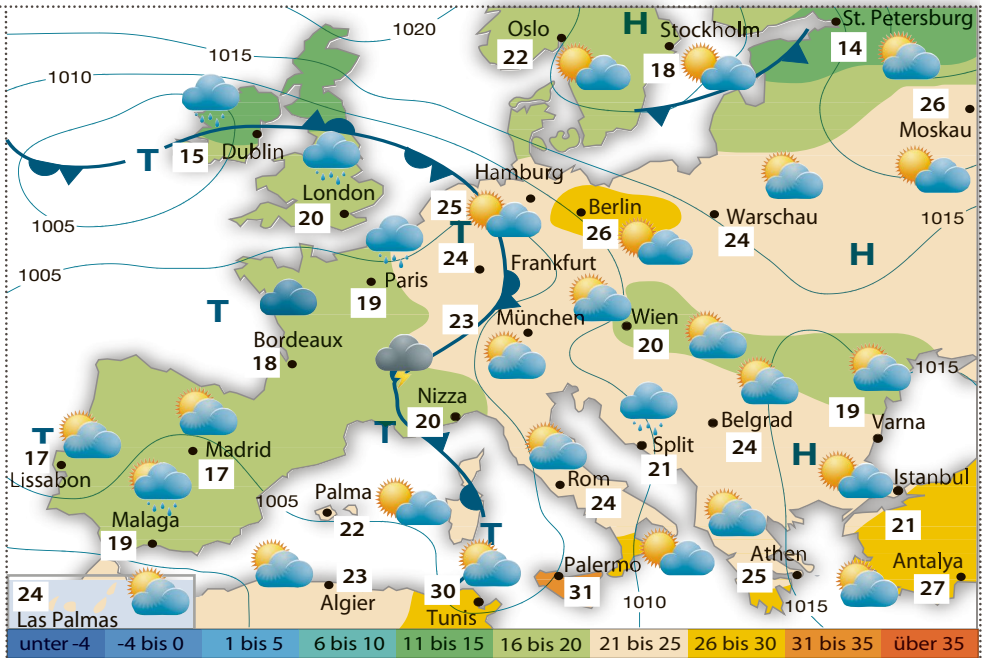 1020
Oslo
22
H
Stockholm
18
St. Petersburg
14
1015
1010
26
Moskau
T
15
Dublin
Hamburg
London
20
25
T
Berlin
26
Warschau
24
1015
1005
24
Frankfurt
H
1005
Paris
19
T
23
München
Wien
20
Bordeaux
18
1015
Nizza
20
19
Varna
T
17
Lissabon
Madrid
17
T
Belgrad
24
Split
21
H
Istanbul
21
1005
Palma
22
Rom
24
T
Malaga
19
Athen
25
Antalya
27
23
Algier
30
Tunis
Palermo
31
1010
1015
24
Las Palmas
unter -4 -4 bis 0 1 bis 5 6 bis 10 11 bis 15 16 bis 20 21 bis 25 26 bis 30 31 bis 35 über 35